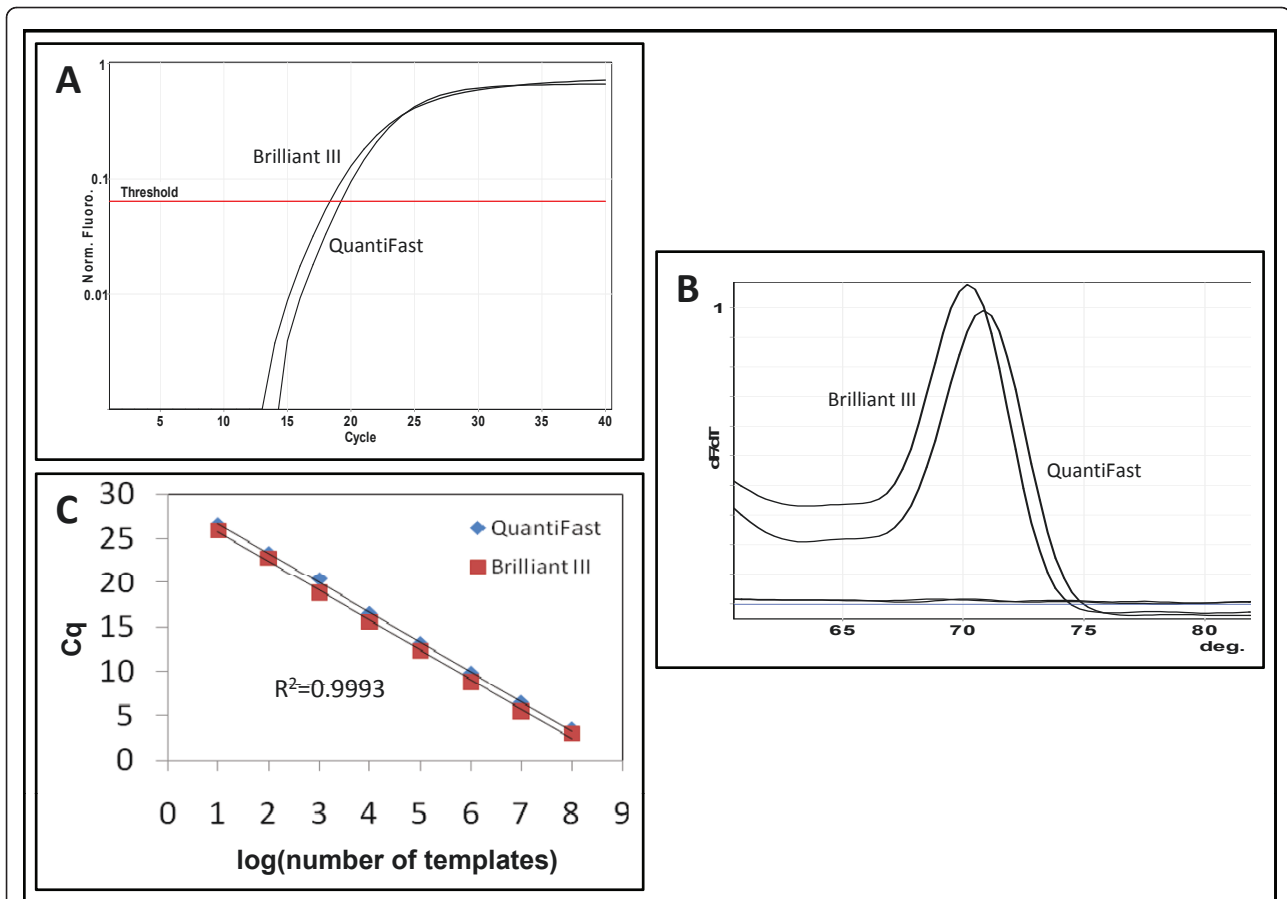 A
1
Brilliant III
0.1
Threshold
QuantiFast
0.01
Norm. Fluoro.
5 10 15 20 25 30 35 40
Cycle
B
1
Brilliant III
QuantiFast
dF/dT
65 70 75 80
deg.
C
30
25
20
15
10
5
0
QuantiFast
Brilliant III
Cq
R²=0.9993
0 1 2 3 4 5 6 7 8 9
log(number of templates)